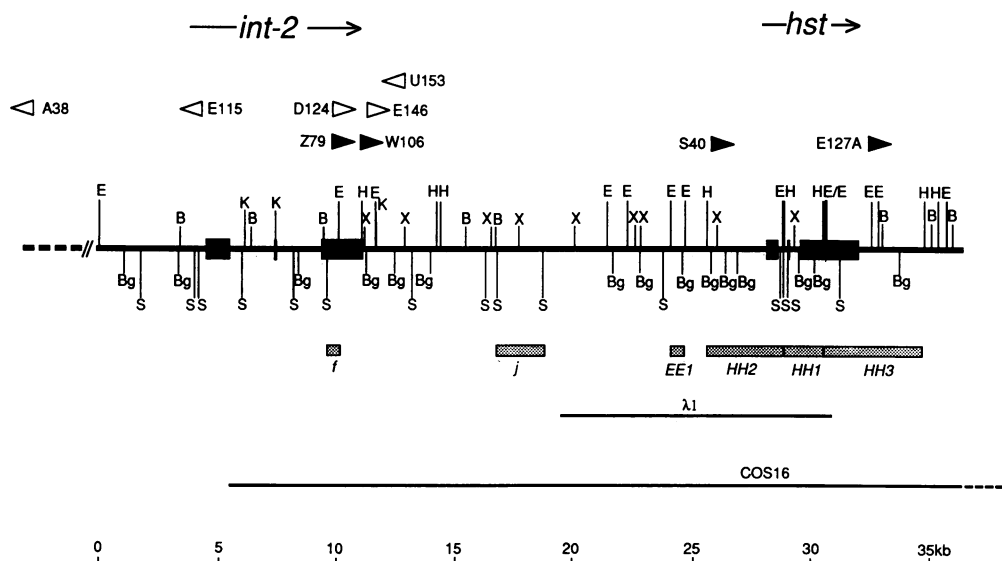 int-2 hst
U153
A38 E115 D124 E146
Z79 W106 S40 E127A
E K K E H E H H E E E E H E H H E/E E E H H E
B B B X K X B X B X X X X X X B B B
Bg Bg Bg Bg Bg Bg Bg Bg Bg Bg Bg Bg Bg Bg Bg
S S S S S S S S S S S S S S S
f j EE1 HH2 HH1 HH3
λ1
COS16
0 5 10 15 20 25 30 35kb